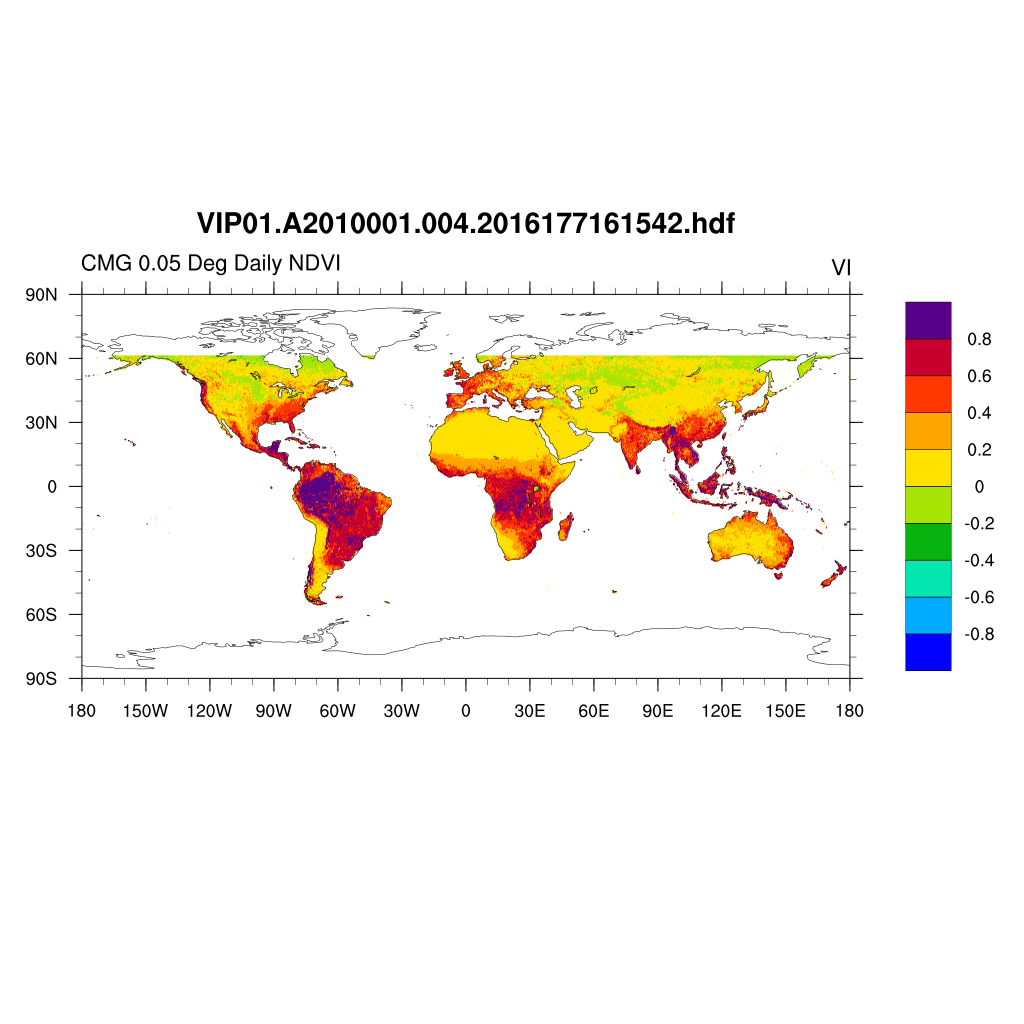 VIP01.A2010001.004.2016177161542.hdf
CMG 0.05 Deg Daily NDVI
VI
90N
60N
30N
0
30S
60S
90S
180 150W 120W 90W 60W 30W 0 30E 60E 90E 120E 150E 180
0.8
0.6
0.4
0.2
0
-0.2
-0.4
-0.6
-0.8